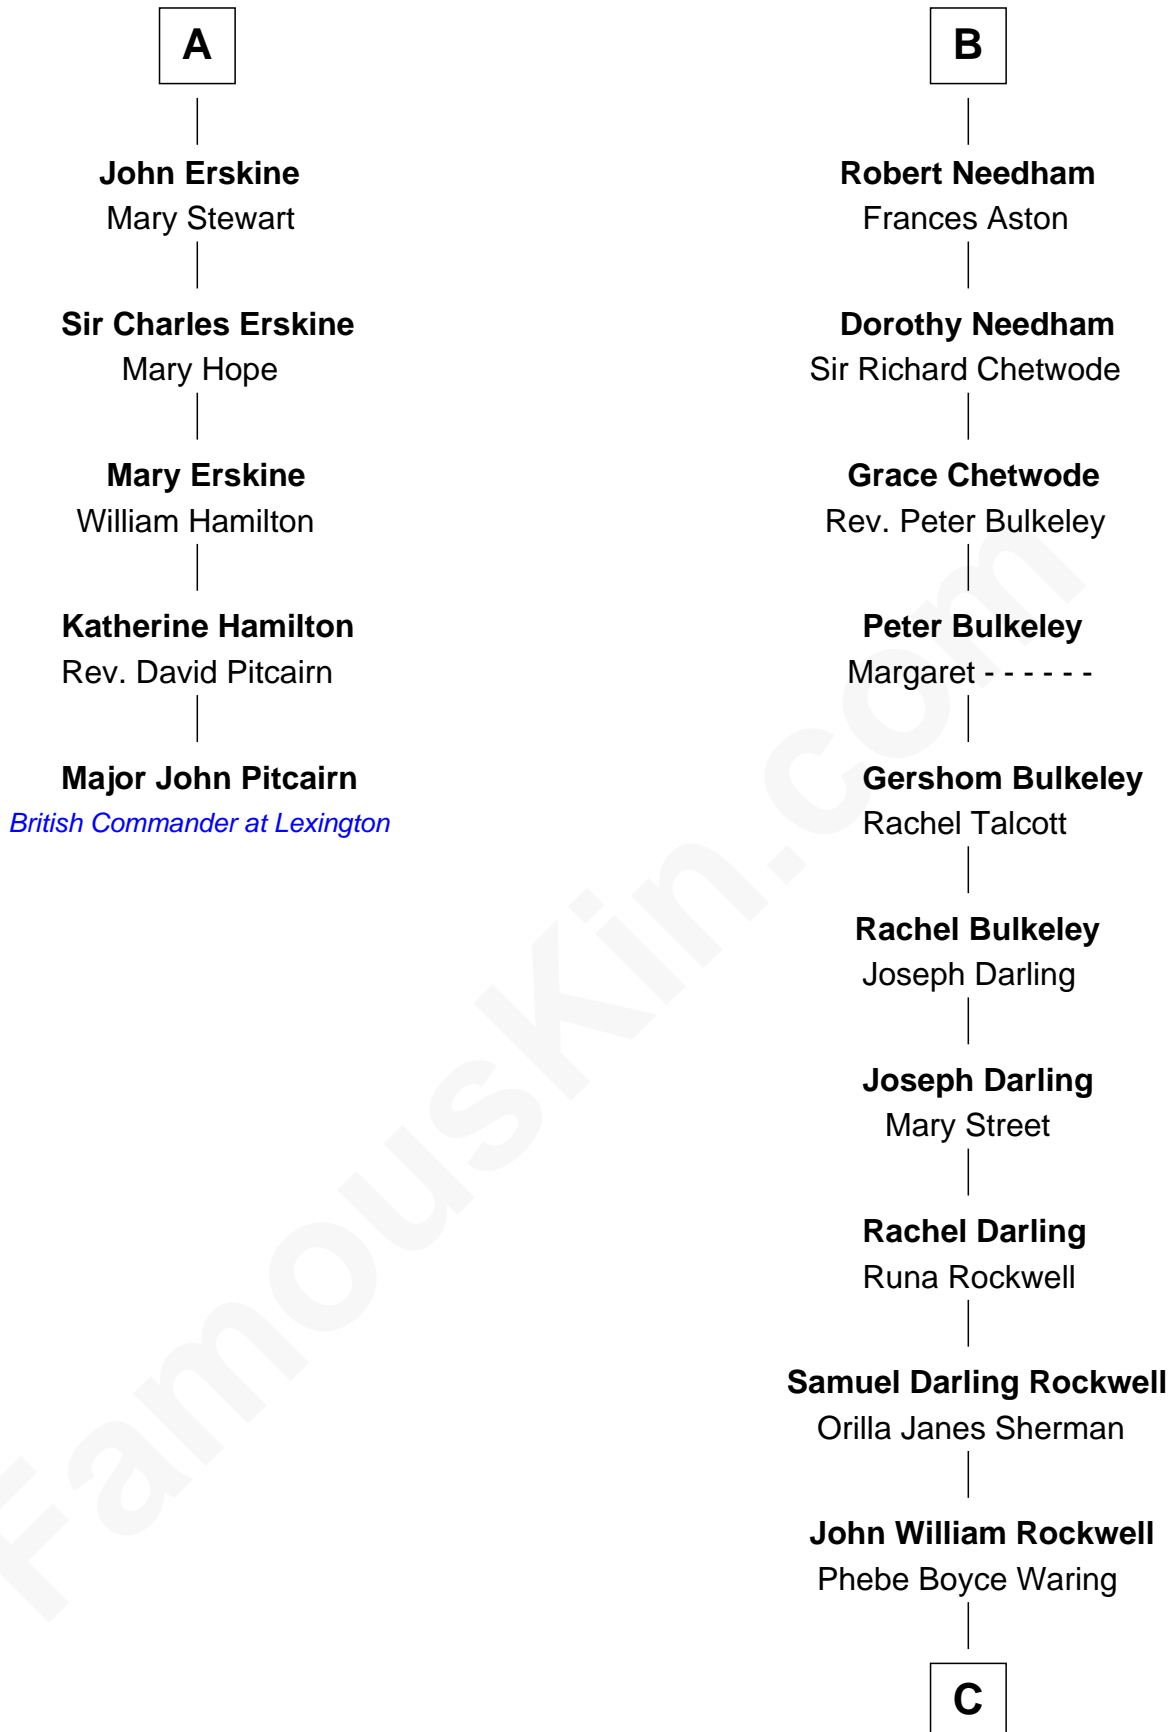 A
John Erskine
Mary Stewart
Sir Charles Erskine
Mary Hope
Mary Erskine
William Hamilton
Katherine Hamilton
Rev. David Pitcairn
Major John Pitcairn
British Commander at Lexington
B
Robert Needham
Frances Aston
Dorothy Needham
Sir Richard Chetwode
Grace Chetwode
Rev. Peter Bulkeley
Peter Bulkeley
Margaret - - - - - -
Gershom Bulkeley
Rachel Talcott
Rachel Bulkeley
Joseph Darling
Joseph Darling
Mary Street
Rachel Darling
Runa Rockwell
Samuel Darling Rockwell
Orilla Janes Sherman
John William Rockwell
Phebe Boyce Waring
C
FamousKin.com